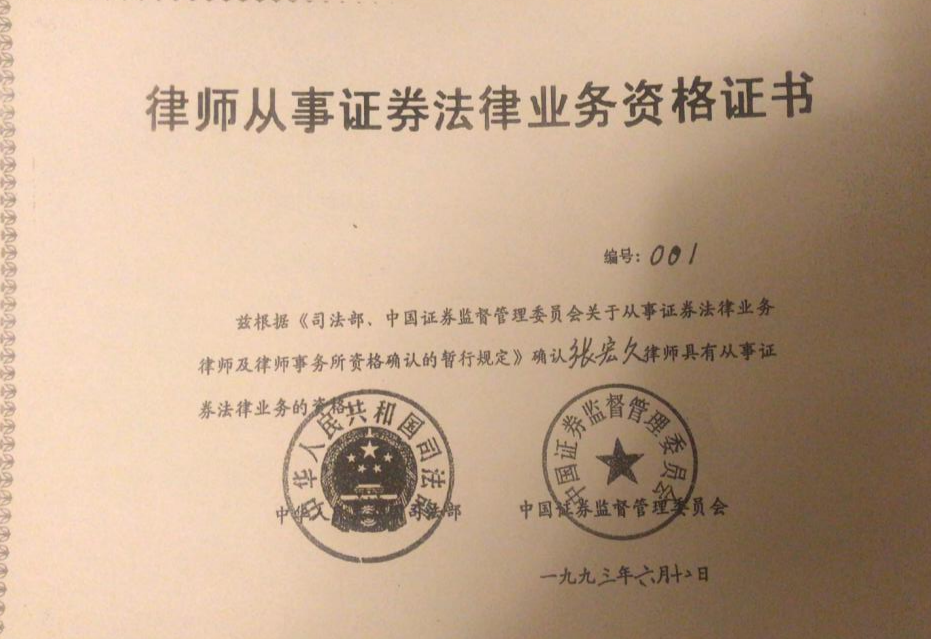 律师从事证券法律业务资格证书
编号：001
兹根据《司法部、中国证券监督管理委员会关于从事证券法律业务
律师及律师事务所资格确认的暂行规定》确认张宏久律师具有从事证
券法律业务的资格
中华人民共和国司法部
中国证券监督管理委员会
中华人 司法部
中国证券监督管理委员会
一九九三年六月十二日